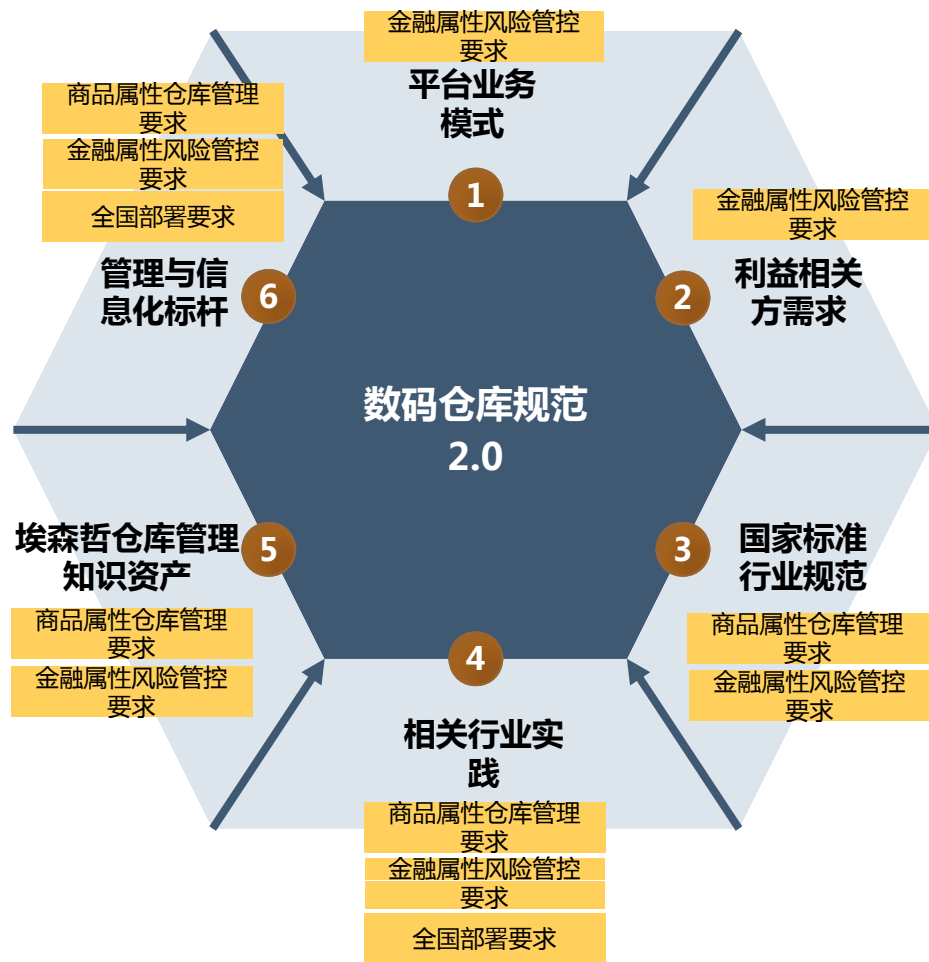 金融属性风险管控
要求
平台业务
模式
1
金融属性风险管控
要求
利益相关
方需求
2
国家标准
行业规范
3
商品属性仓库管理
要求
金融属性风险管控
要求
4
相关行业实
践
商品属性仓库管理
要求
金融属性风险管控
要求
全国部署要求
埃森哲仓库管理
知识资产
5
商品属性仓库管理
要求
金融属性风险管控
要求
商品属性仓库管理
要求
金融属性风险管控
要求
全国部署要求
管理与信
息化标杆
6
数码仓库规范
2.0